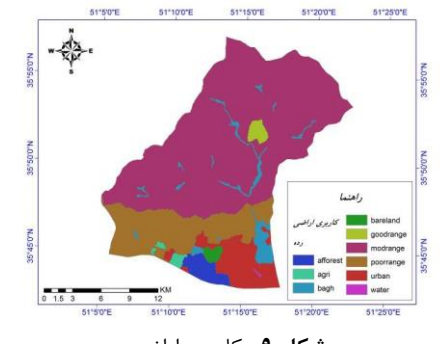 51°5'0"E 51°10'0"E 51°15'0"E 51°20'0"E 51°25'0"E
N
W E
S
35°55'0"N 35°55'0"N
35°50'0"N 35°50'0"N
35°45'0"N 35°45'0"N
راهنما
کاربری اراضی
رده
afforest
agri
bagh
bareland
goodrange
modrange
poorrange
urban
water
0 1.5 3 6 9 12 KM
51°5'0"E 51°10'0"E 51°15'0"E 51°20'0"E 51°25'0"E